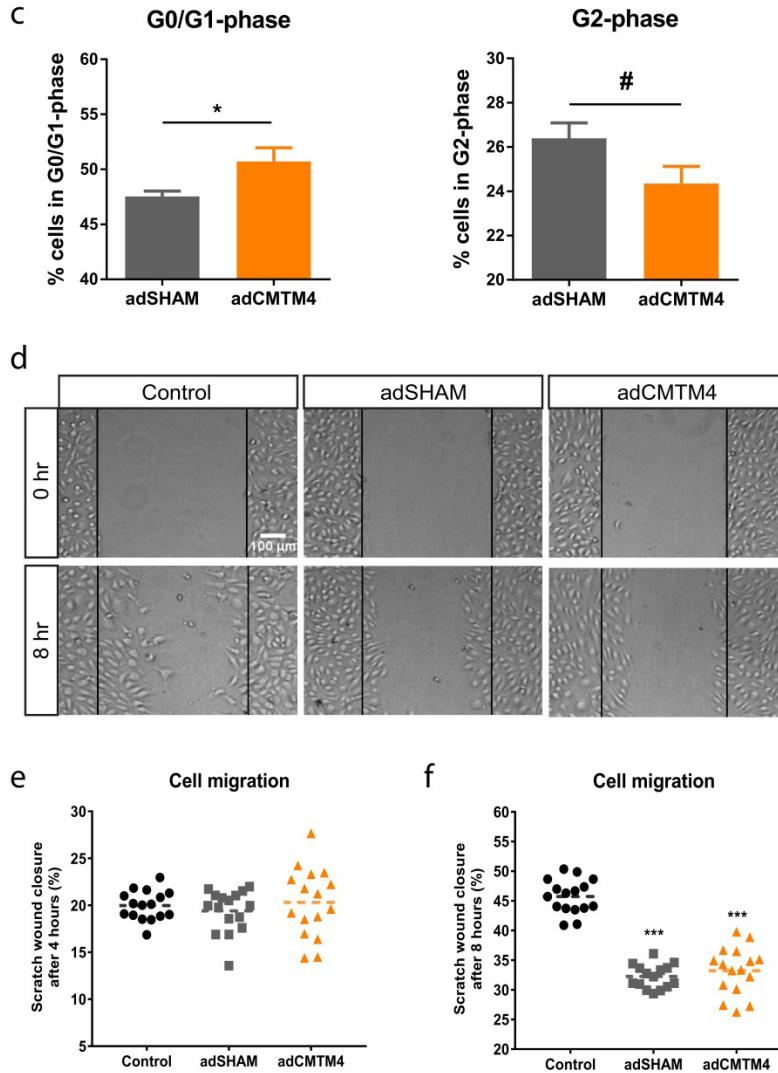 c
G0/G1-phase
% cells in G0/G1-phase
60
55
50
45
40
*
adSHAM
adCMTM4
G2-phase
% cells in G2-phase
30
28
26
24
22
20
#
adSHAM
adCMTM4
d
Control
adSHAM
adCMTM4
0 hr
100 µm
8 hr
e
Cell migration
Scratch wound closure
after 4 hours (%)
30
25
20
15
10
5
Control
adSHAM
adCMTM4
f
Cell migration
Scratch wound closure
after 8 hours (%)
60
55
50
45
40
35
30
25
20
***
***
Control
adSHAM
adCMTM4